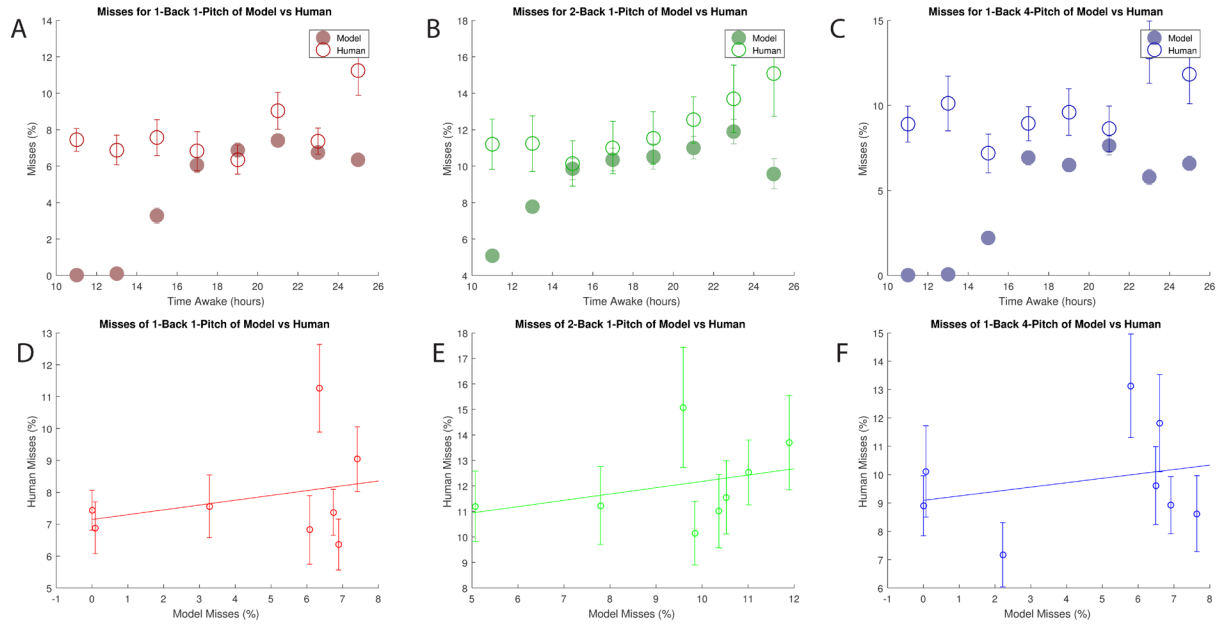 A
Misses for 1-Back 1-Pitch of Model vs Human
Model
Human
Misses (%)
14
12
10
8
6
4
2
0
10 12 14 16 18 20 22 24 26
Time Awake (hours)
B
Misses for 2-Back 1-Pitch of Model vs Human
Model
Human
Misses (%)
18
16
14
12
10
8
6
4
10 12 14 16 18 20 22 24 26
Time Awake (hours)
C
Misses for 1-Back 4-Pitch of Model vs Human
Model
Human
Misses (%)
15
10
5
0
10 12 14 16 18 20 22 24 26
Time Awake (hours)
D
Misses of 1-Back 1-Pitch of Model vs Human
Human Misses (%)
13
12
11
10
9
8
7
6
5
-1 0 1 2 3 4 5 6 7 8
Model Misses (%)
E
Misses of 2-Back 1-Pitch of Model vs Human
Human Misses (%)
18
17
16
15
14
13
12
11
10
9
8
5 6 7 8 9 10 11 12
Model Misses (%)
F
Misses of 1-Back 4-Pitch of Model vs Human
Human Misses (%)
15
14
13
12
11
10
9
8
7
6
-1 0 1 2 3 4 5 6 7 8
Model Misses (%)